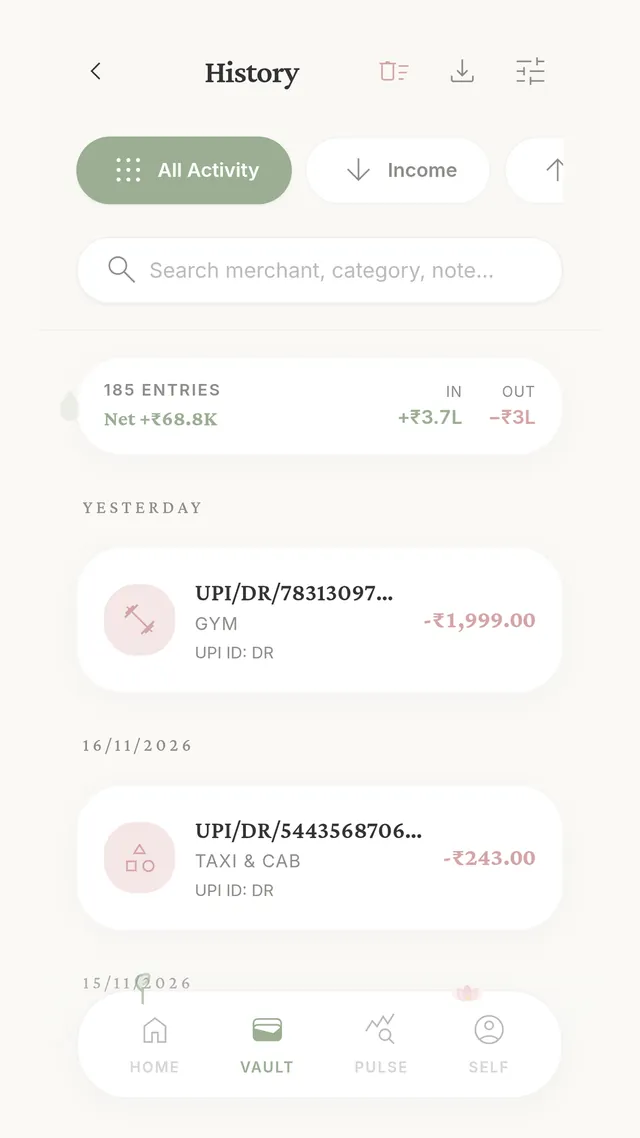 History
All Activity
Income
Search merchant, category, note...
185 ENTRIES
IN
OUT
Net +₹68.8K
+₹3.7L
−₹3L
YESTERDAY
UPI/DR/78313097...
GYM
-₹1,999.00
UPI ID: DR
16/11/2026
UPI/DR/5443568706...
TAXI & CAB
-₹243.00
UPI ID: DR
15/11/2026
HOME
VAULT
PULSE
SELF